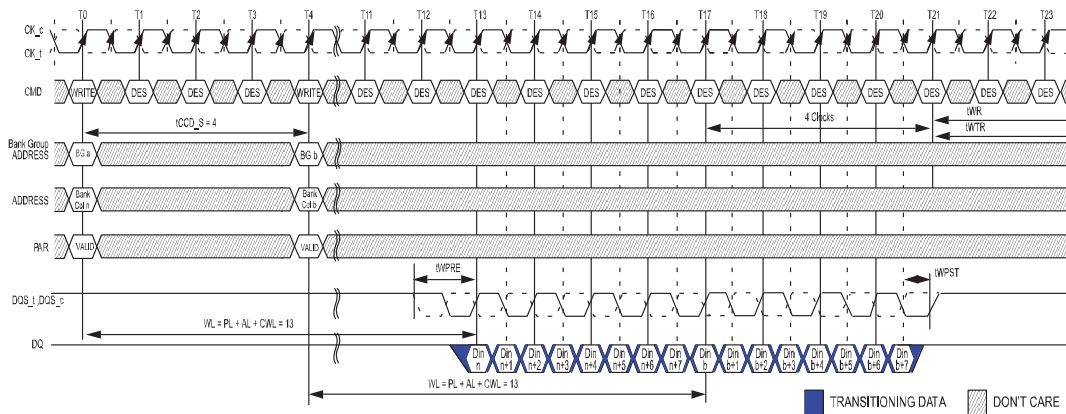 T0 T1 T2 T3 T4 T11 T12 T13 T14 T15 T16 T17 T18 T19 T20 T21 T22 T23
CK_c
CK_t
CMD WRITE DES DES DES WRITE DES DES DES DES DES DES DES DES DES DES DES DES DES
tCCD_S = 4
4 Clocks
tWR
tWTR
Bank Group
ADDRESS BG a BG b
ADDRESS Bank Col n Bank Col b
PAR VALID VALID
tWPRE
tWPST
DQS_t ,DQS_c
WL = PL + AL + CWL = 13
DQ Din n Din n+1 Din n+2 Din n+3 Din n+4 Din n+5 Din n+6 Din n+7 Din b Din b+1 Din b+2 Din b+3 Din b+4 Din b+5 Din b+6 Din b+7
WL = PL + AL + CWL = 13
TRANSITIONING DATA DON'T CARE